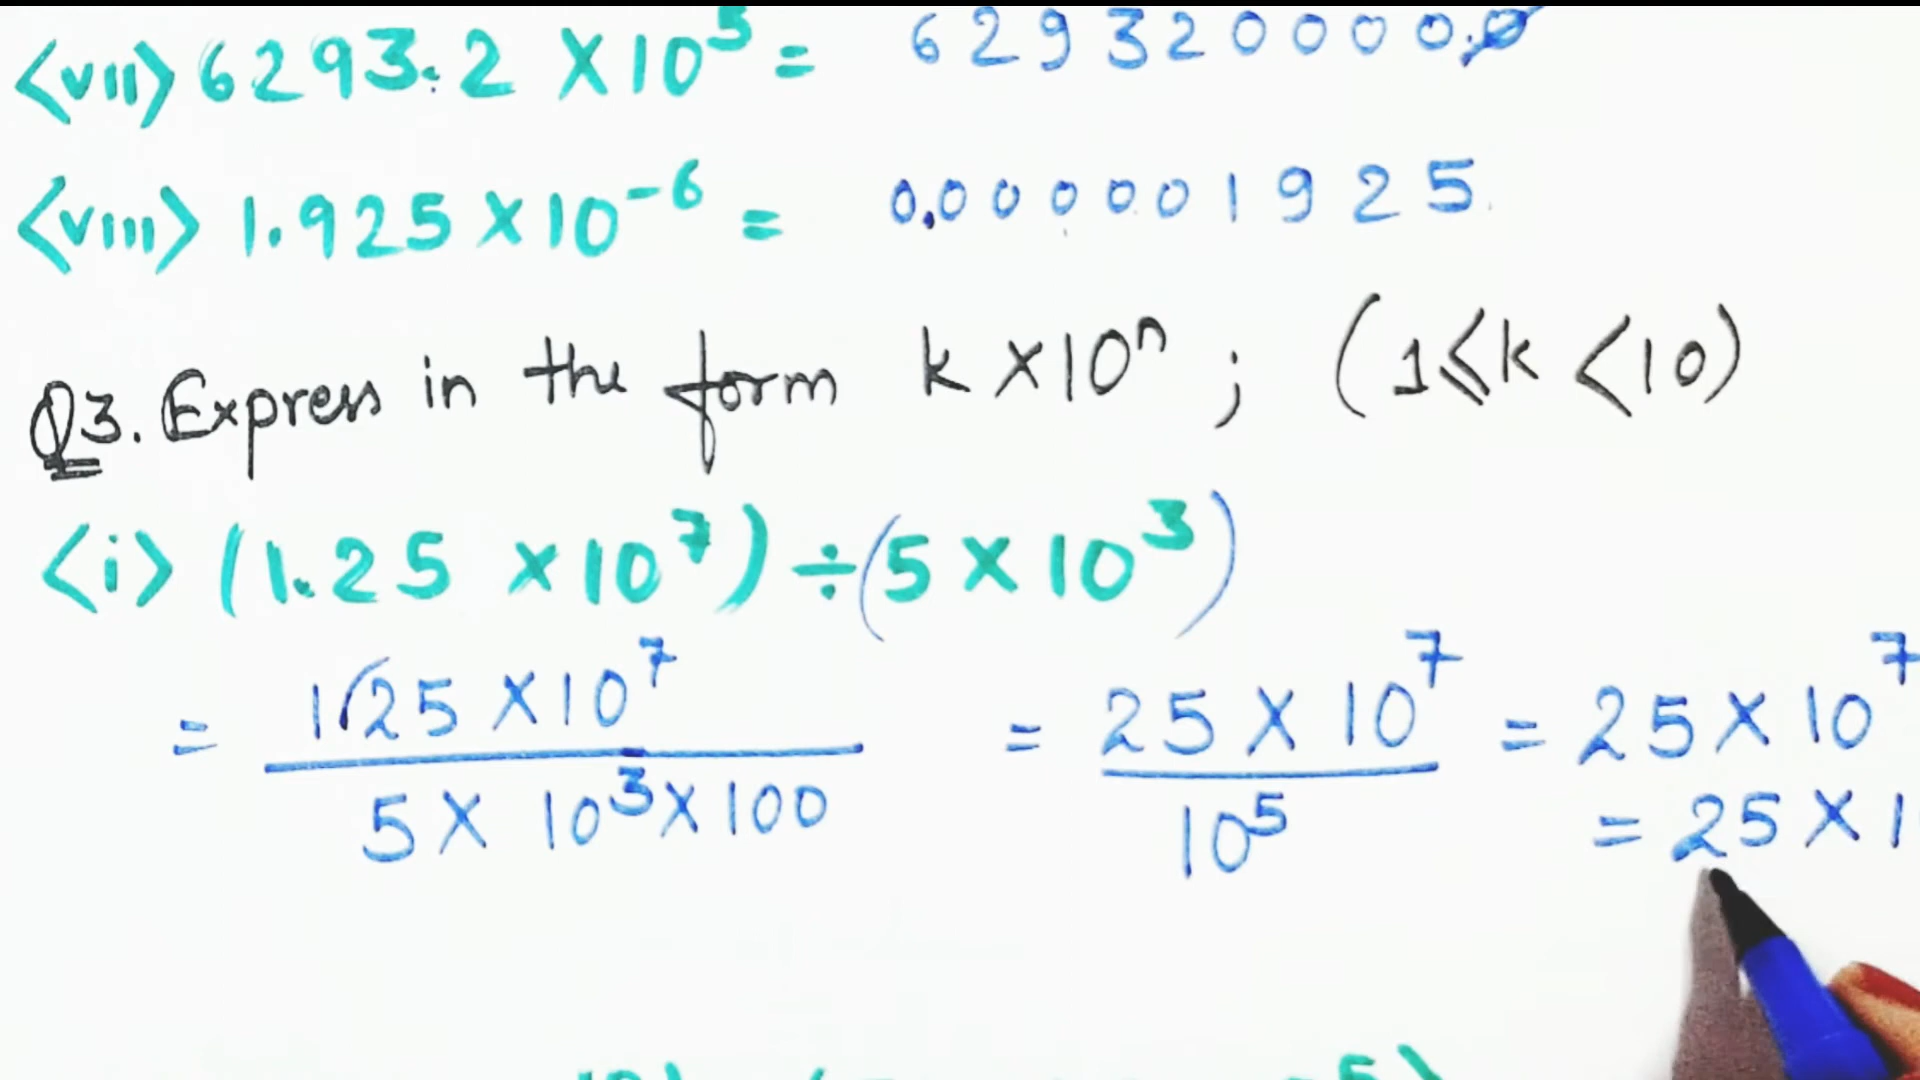 <vii> 6293.2 × 10⁵ = 629320000.0
<viii> 1.925 × 10⁻⁶ = 0.000001925
Q3. Express in the form k × 10ⁿ ; (1 ≤ k < 10)
<i> (1.25 × 10⁷) ÷ (5 × 10³)
= 125 × 10⁷ / 5 × 10³ × 100 = 25 × 10⁷ / 10⁵ = 25 × 10⁷
= 25 × 1